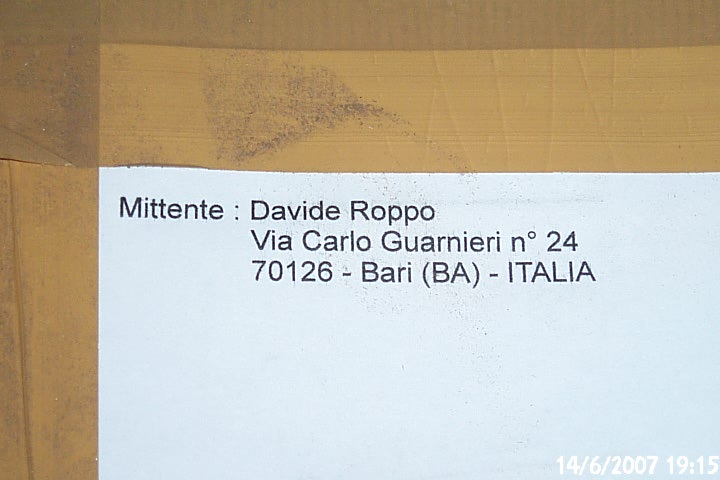 Mittente : Davide Roppo
Via Carlo Guarnieri n° 24
70126 - Bari (BA) - ITALIA
14/6/2007 19:15